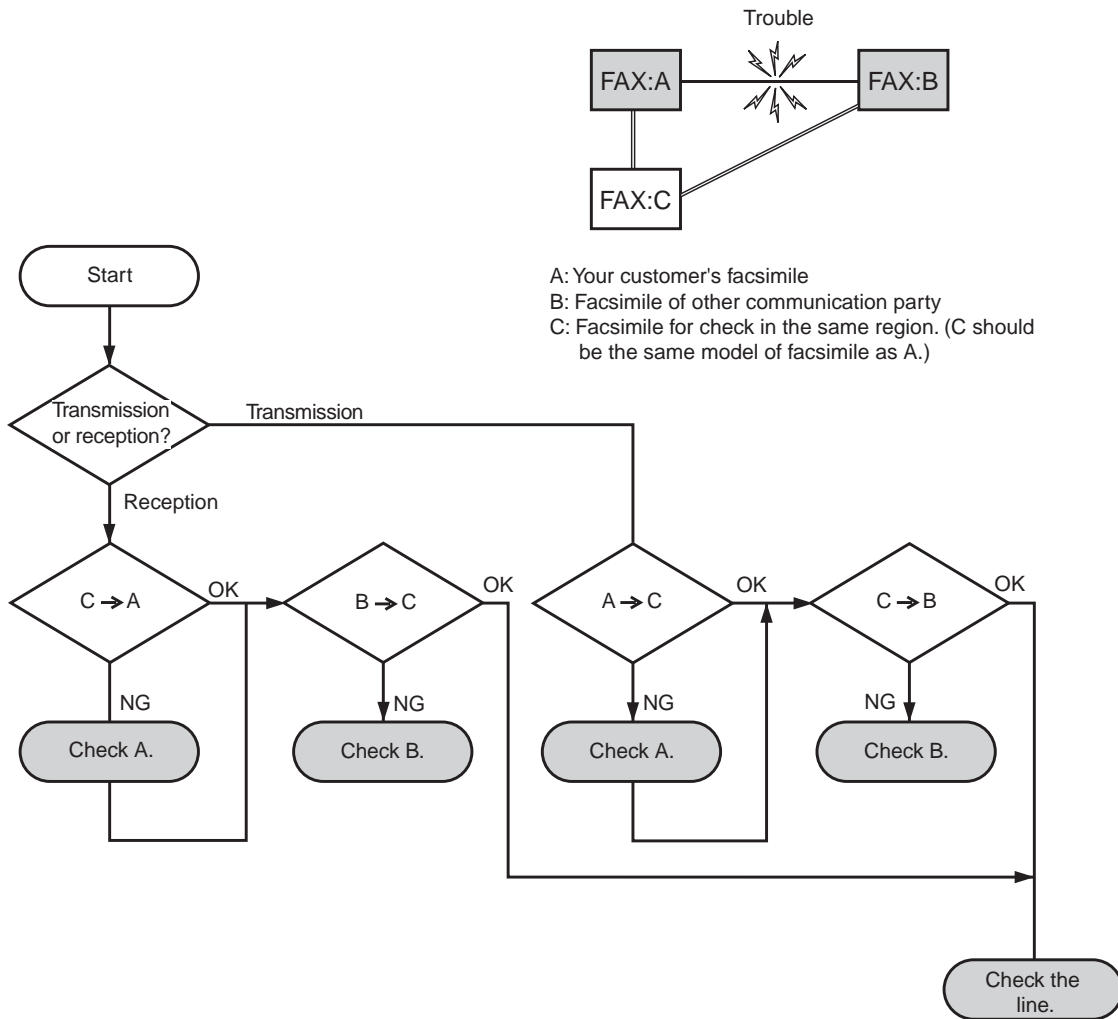 Trouble
FAX:A
FAX:B
FAX:C
A: Your customer's facsimile
B: Facsimile of other communication party
C: Facsimile for check in the same region. (C should
be the same model of facsimile as A.)
Start
Transmission
or reception?
Transmission
Reception
C → A
OK
B → C
OK
A → C
OK
C → B
OK
NG
NG
NG
NG
Check A.
Check B.
Check A.
Check B.
Check the
line.